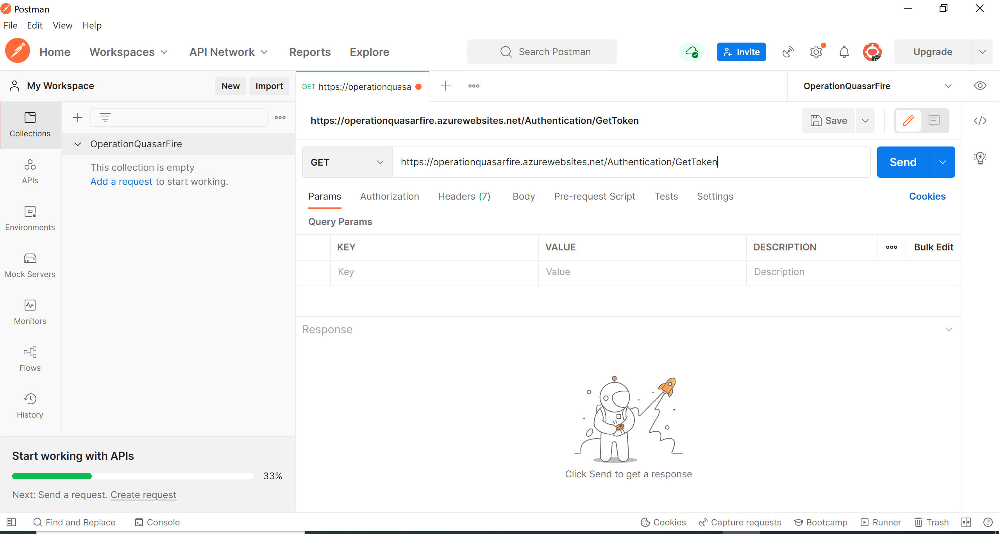 Postman
File Edit View Help
Home Workspaces API Network Reports Explore Search Postman Invite Upgrade
My Workspace New Import GET https://operationquasa OperationQuasarFire
https://operationquasarfire.azurewebsites.net/Authentication/GetToken Save
Collections
OperationQuasarFire
This collection is empty
Add a request to start working.
GET https://operationquasarfire.azurewebsites.net/Authentication/GetToken Send
APIs
Environments
Mock Servers
Monitors
Flows
History
Params Authorization Headers (7) Body Pre-request Script Tests Settings Cookies
Query Params
KEY VALUE DESCRIPTION Bulk Edit
Key Value Description
Response
Click Send to get a response
Start working with APIs
33%
Next: Send a request. Create request
Find and Replace Console Cookies Capture requests Bootcamp Runner Trash